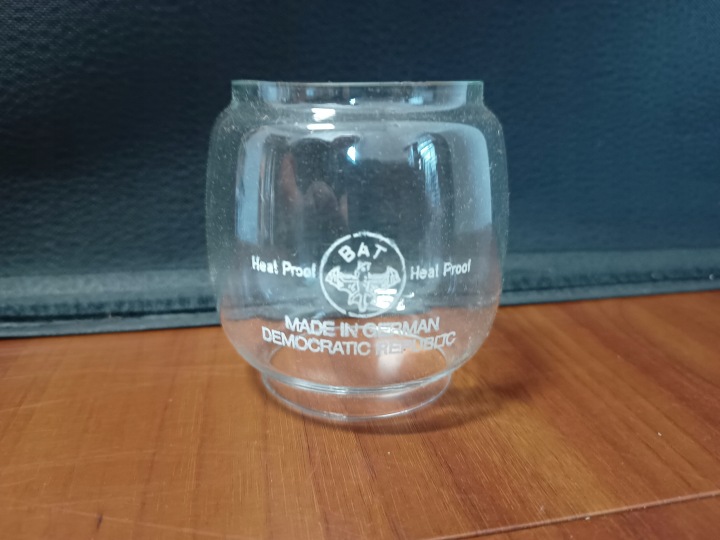 BAT
Heat Proof Heat Proof
MADE IN GERMAN
DEMOCRATIC REPUBLIC